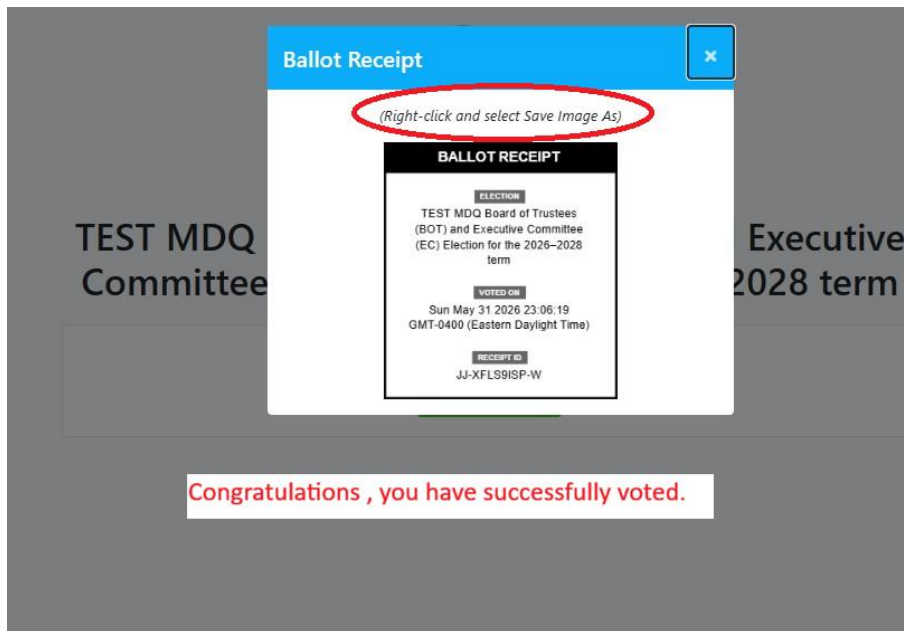 Ballot Receipt
×
(Right-click and select Save Image As)
BALLOT RECEIPT
ELECTION
TEST MDQ Board of Trustees
(BOT) and Executive Committee
(EC) Election for the 2026–2028
term
VOTED ON
Sun May 31 2026 23:06:19
GMT-0400 (Eastern Daylight Time)
RECEIPT ID
JJ-XFLS9ISP-W
TEST MDQ Executive
Committee 2028 term
Congratulations , you have successfully voted.